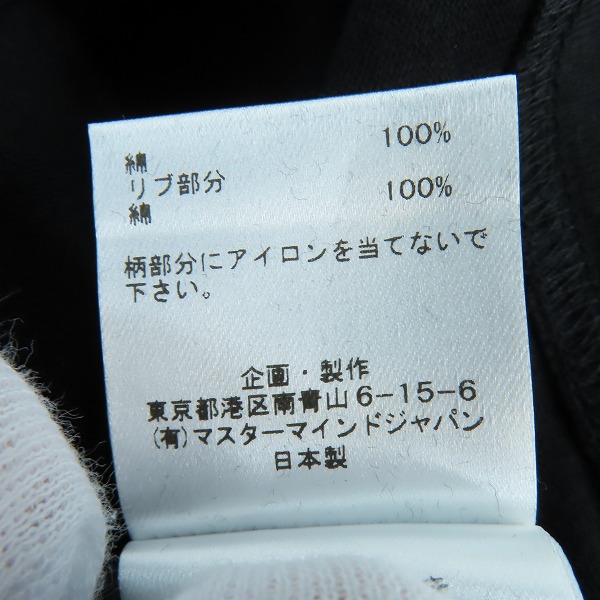 綿 100%
リブ部分
綿 100%
柄部分にアイロンを当てないで
下さい。
企画・製作
東京都港区南青山6-15-6
(有)マスターマインドジャパン
日本製